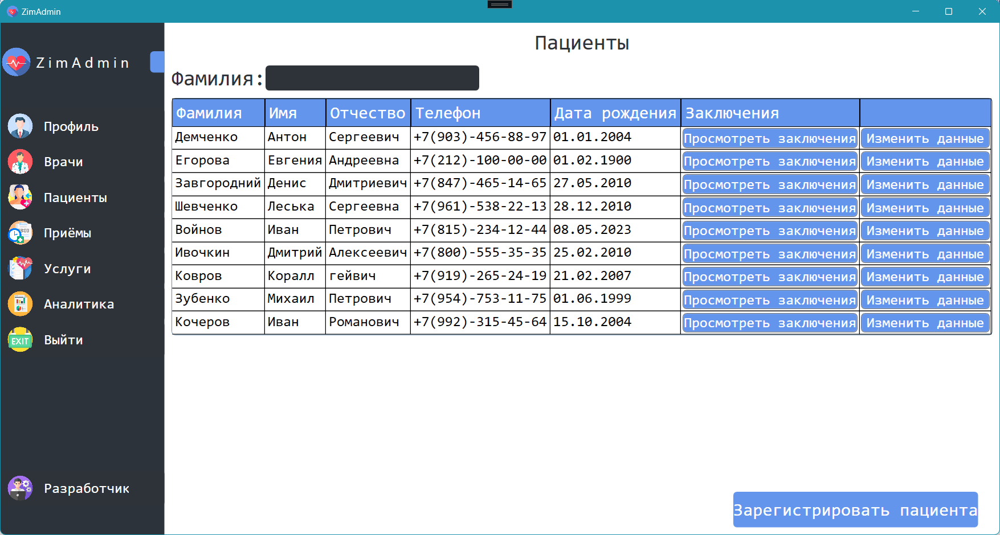 ZimAdmin
ZimAdmin
Профиль
Врачи
Пациенты
Приёмы
Услуги
Аналитика
EXIT Выйти
Разработчик
Пациенты
Фамилия:
Фамилия Имя Отчество Телефон Дата рождения Заключения
Демченко Антон Сергеевич +7(903)-456-88-97 01.01.2004 Просмотреть заключения Изменить данные
Егорова Евгения Андреевна +7(212)-100-00-00 01.02.1900 Просмотреть заключения Изменить данные
Завгородний Денис Дмитриевич +7(847)-465-14-65 27.05.2010 Просмотреть заключения Изменить данные
Шевченко Леська Сергеевна +7(961)-538-22-13 28.12.2010 Просмотреть заключения Изменить данные
Войнов Иван Петрович +7(815)-234-12-44 08.05.2023 Просмотреть заключения Изменить данные
Ивочкин Дмитрий Алексеевич +7(800)-555-35-35 25.02.2010 Просмотреть заключения Изменить данные
Ковров Коралл гейвич +7(919)-265-24-19 21.02.2007 Просмотреть заключения Изменить данные
Зубенко Михаил Петрович +7(954)-753-11-75 01.06.1999 Просмотреть заключения Изменить данные
Кочеров Иван Романович +7(992)-315-45-64 15.10.2004 Просмотреть заключения Изменить данные
Зарегистрировать пациента